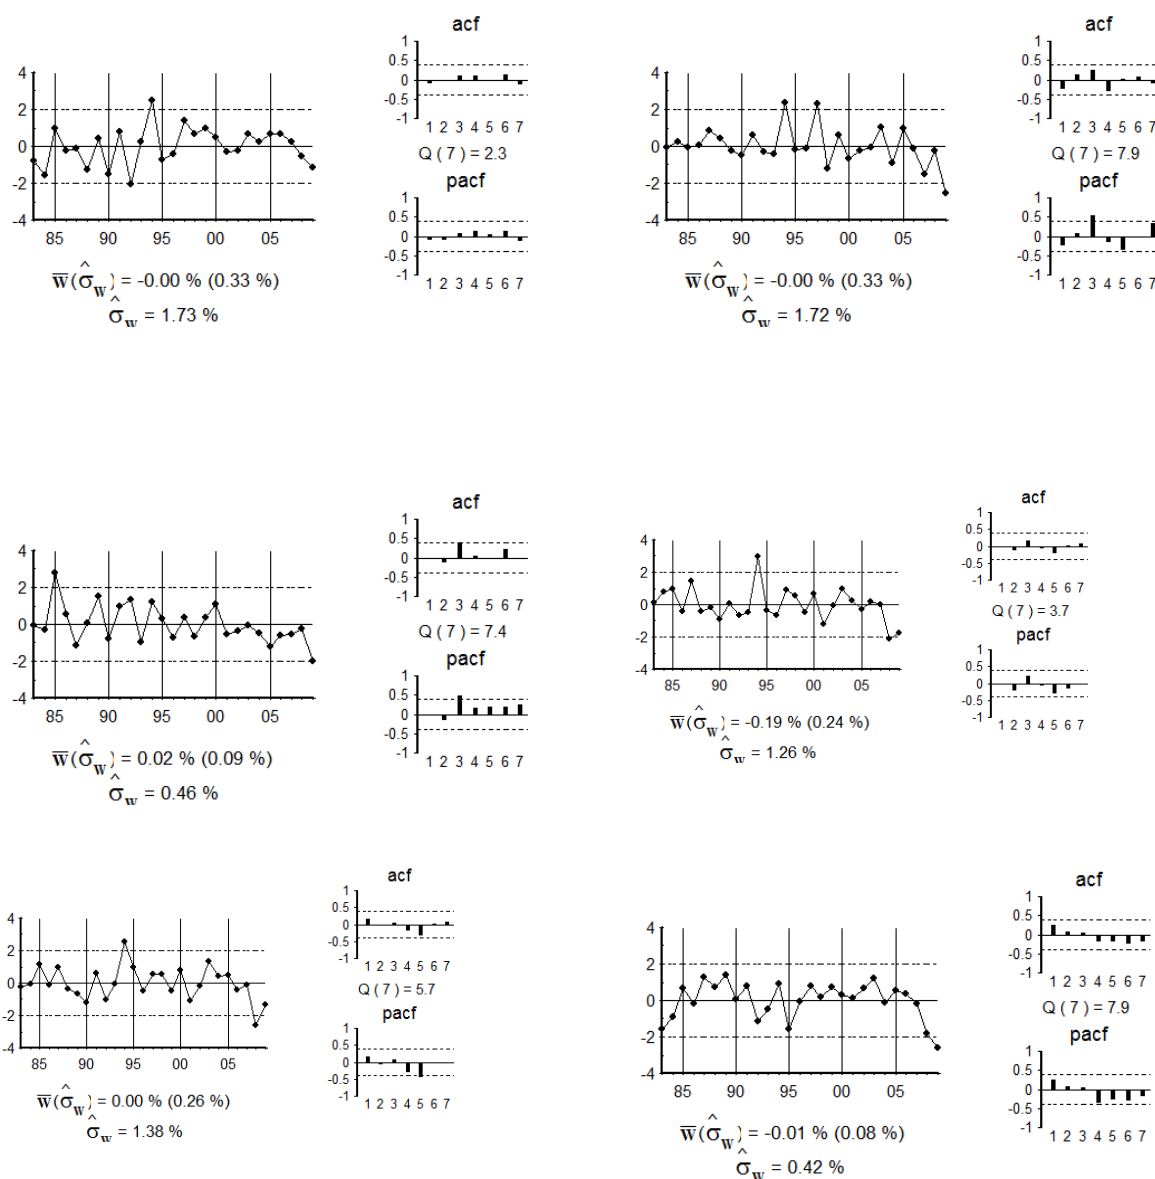 acf
1
0.5
0
-0.5
-1
1 2 3 4 5 6 7
Q ( 7 ) = 2.3
pacf
1
0.5
0
-0.5
-1
1 2 3 4 5 6 7
4
2
0
-2
-4
85 90 95 00 05
w̅(σ̂w) = -0.00 % (0.33 %)
σ̂w = 1.73 %
acf
1
0.5
0
-0.5
-1
1 2 3 4 5 6 7
Q ( 7 ) = 7.9
pacf
1
0.5
0
-0.5
-1
1 2 3 4 5 6 7
4
2
0
-2
-4
85 90 95 00 05
w̅(σ̂w) = -0.00 % (0.33 %)
σ̂w = 1.72 %
acf
1
0.5
0
-0.5
-1
1 2 3 4 5 6 7
Q ( 7 ) = 7.4
pacf
1
0.5
0
-0.5
-1
1 2 3 4 5 6 7
4
2
0
-2
-4
85 90 95 00 05
w̅(σ̂w) = 0.02 % (0.09 %)
σ̂w = 0.46 %
acf
1
0.5
0
-0.5
-1
1 2 3 4 5 6 7
Q ( 7 ) = 3.7
pacf
1
0.5
0
-0.5
-1
1 2 3 4 5 6 7
4
2
0
-2
-4
85 90 95 00 05
w̅(σ̂w) = -0.19 % (0.24 %)
σ̂w = 1.26 %
acf
1
0.5
0
-0.5
-1
1 2 3 4 5 6 7
Q ( 7 ) = 5.7
pacf
1
0.5
0
-0.5
-1
1 2 3 4 5 6 7
4
2
0
-2
-4
85 90 95 00 05
w̅(σ̂w) = 0.00 % (0.26 %)
σ̂w = 1.38 %
acf
1
0.5
0
-0.5
-1
1 2 3 4 5 6 7
Q ( 7 ) = 7.9
pacf
1
0.5
0
-0.5
-1
1 2 3 4 5 6 7
4
2
0
-2
-4
85 90 95 00 05
w̅(σ̂w) = -0.01 % (0.08 %)
σ̂w = 0.42 %